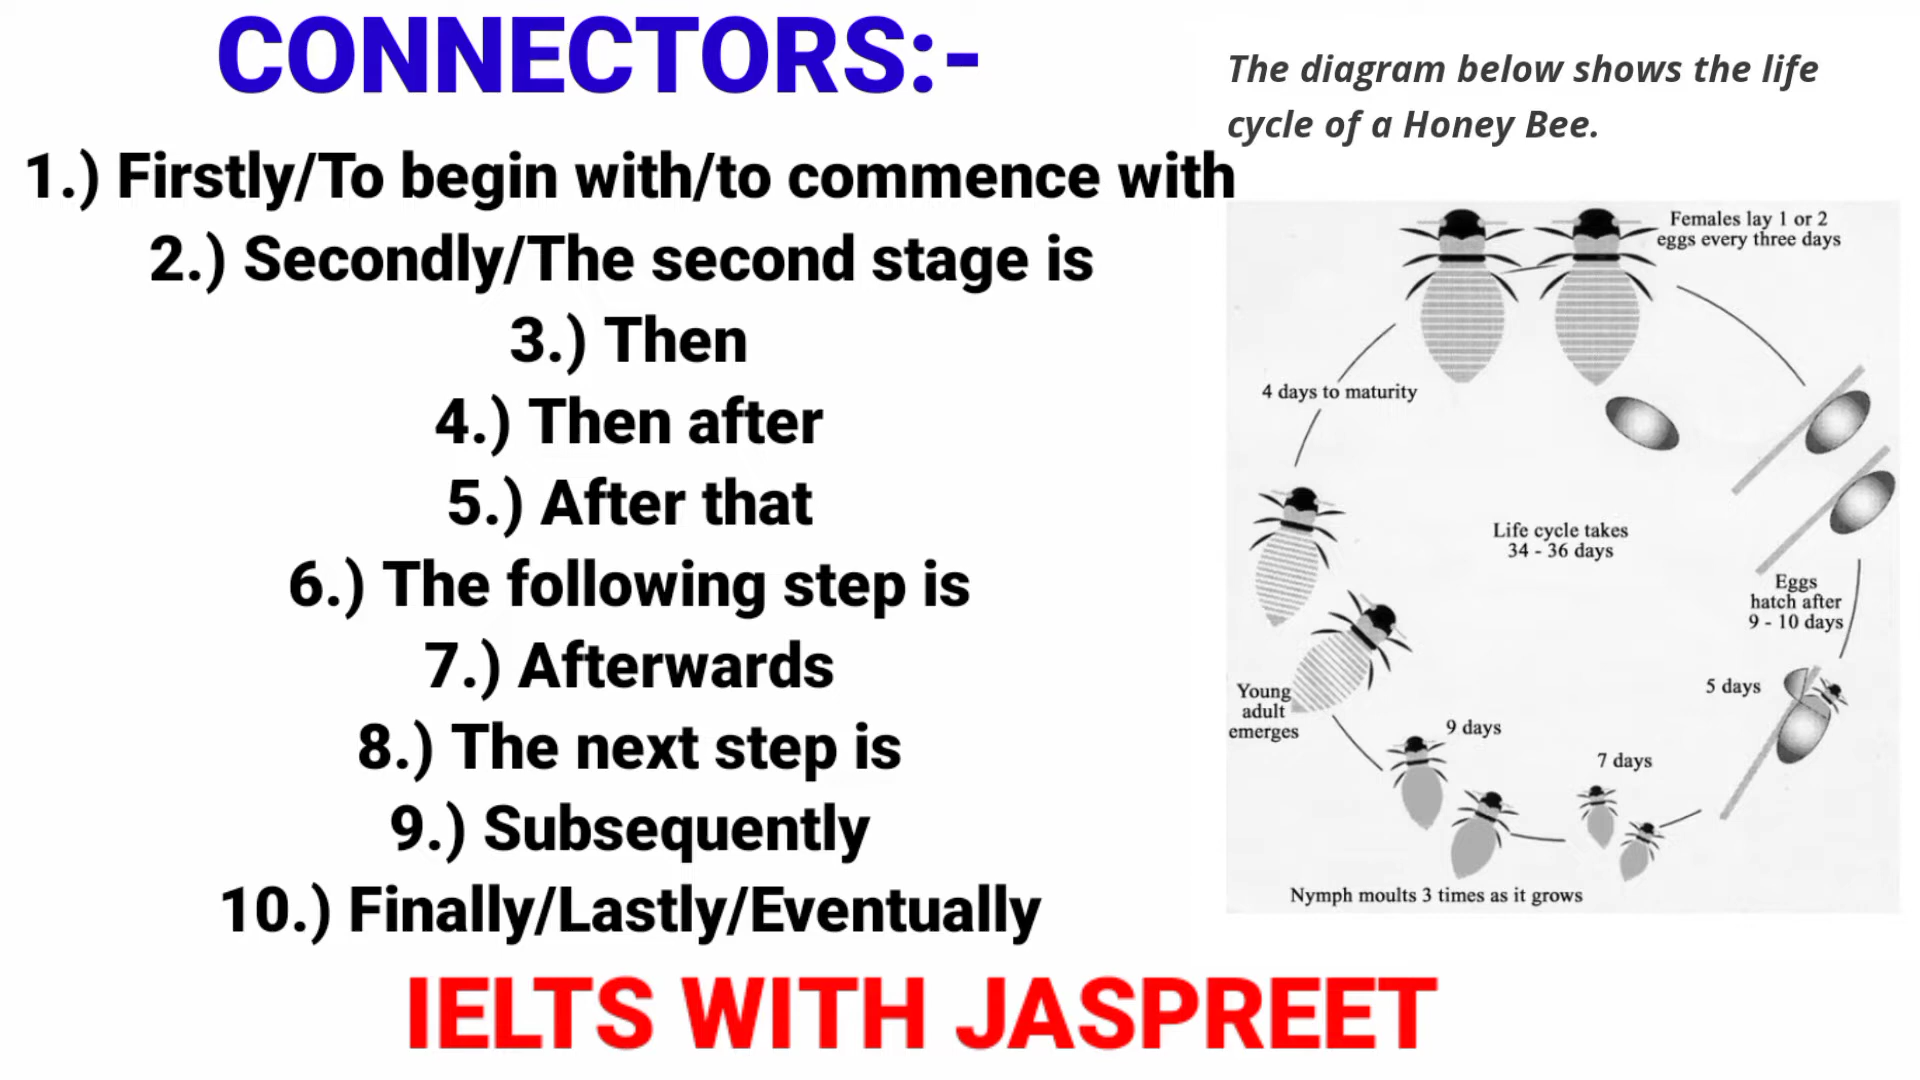 CONNECTORS:-
1.) Firstly/To begin with/to commence with
2.) Secondly/The second stage is
3.) Then
4.) Then after
5.) After that
6.) The following step is
7.) Afterwards
8.) The next step is
9.) Subsequently
10.) Finally/Lastly/Eventually
The diagram below shows the life
cycle of a Honey Bee.
Females lay 1 or 2
eggs every three days
4 days to maturity
Life cycle takes
34 - 36 days
Eggs
hatch after
9 - 10 days
5 days
Young
adult
emerges
9 days
7 days
Nymph moults 3 times as it grows
IELTS WITH JASPREET